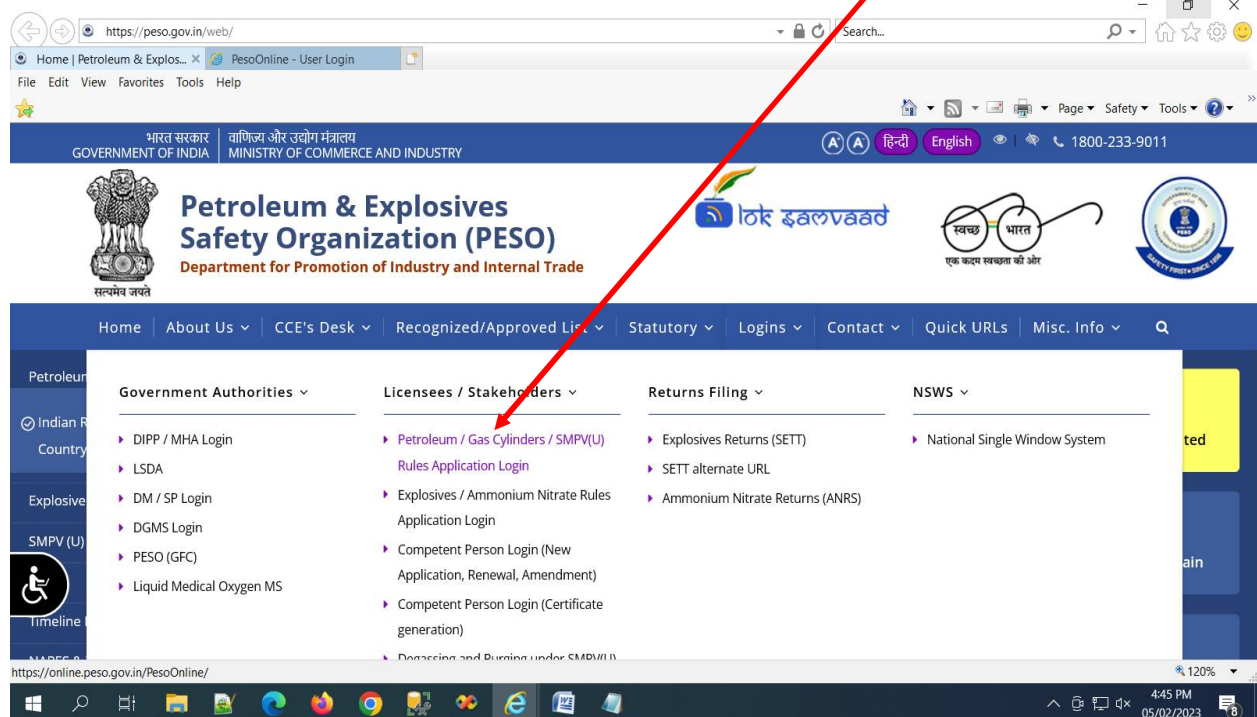 https://peso.gov.in/web/
Search...
Home | Petroleum & Explos...
PesoOnline - User Login
File Edit View Favorites Tools Help
Page Safety Tools
भारत सरकार वाणिज्य और उद्योग मंत्रालय
GOVERNMENT OF INDIA MINISTRY OF COMMERCE AND INDUSTRY
A A हिन्दी English 1800-233-9011
Petroleum & Explosives
Safety Organization (PESO)
Department for Promotion of Industry and Internal Trade
सत्यमेव जयते
lok samvaad
स्वच्छ भारत
एक कदम स्वच्छता की ओर
SAFETY FIRST SINCE 1898
Home About Us CCE's Desk Recognized/Approved List Statutory Logins Contact Quick URLs Misc. Info
Petroleum
Indian R
Country
Explosive
SMPV (U)
Timeline
Government Authorities
DIPP / MHA Login
LSDA
DM / SP Login
DGMS Login
PESO (GFC)
Liquid Medical Oxygen MS
Licensees / Stakeholders
Petroleum / Gas Cylinders / SMPV(U)
Rules Application Login
Explosives / Ammonium Nitrate Rules
Application Login
Competent Person Login (New
Application, Renewal, Amendment)
Competent Person Login (Certificate
generation)
Degassing and Purging under SMPV(U)
Returns Filing
Explosives Returns (SETT)
SETT alternate URL
Ammonium Nitrate Returns (ANRS)
NSWS
National Single Window System
ted
ain
https://online.peso.gov.in/PesoOnline/
120%
4:45 PM
05/02/2023
8